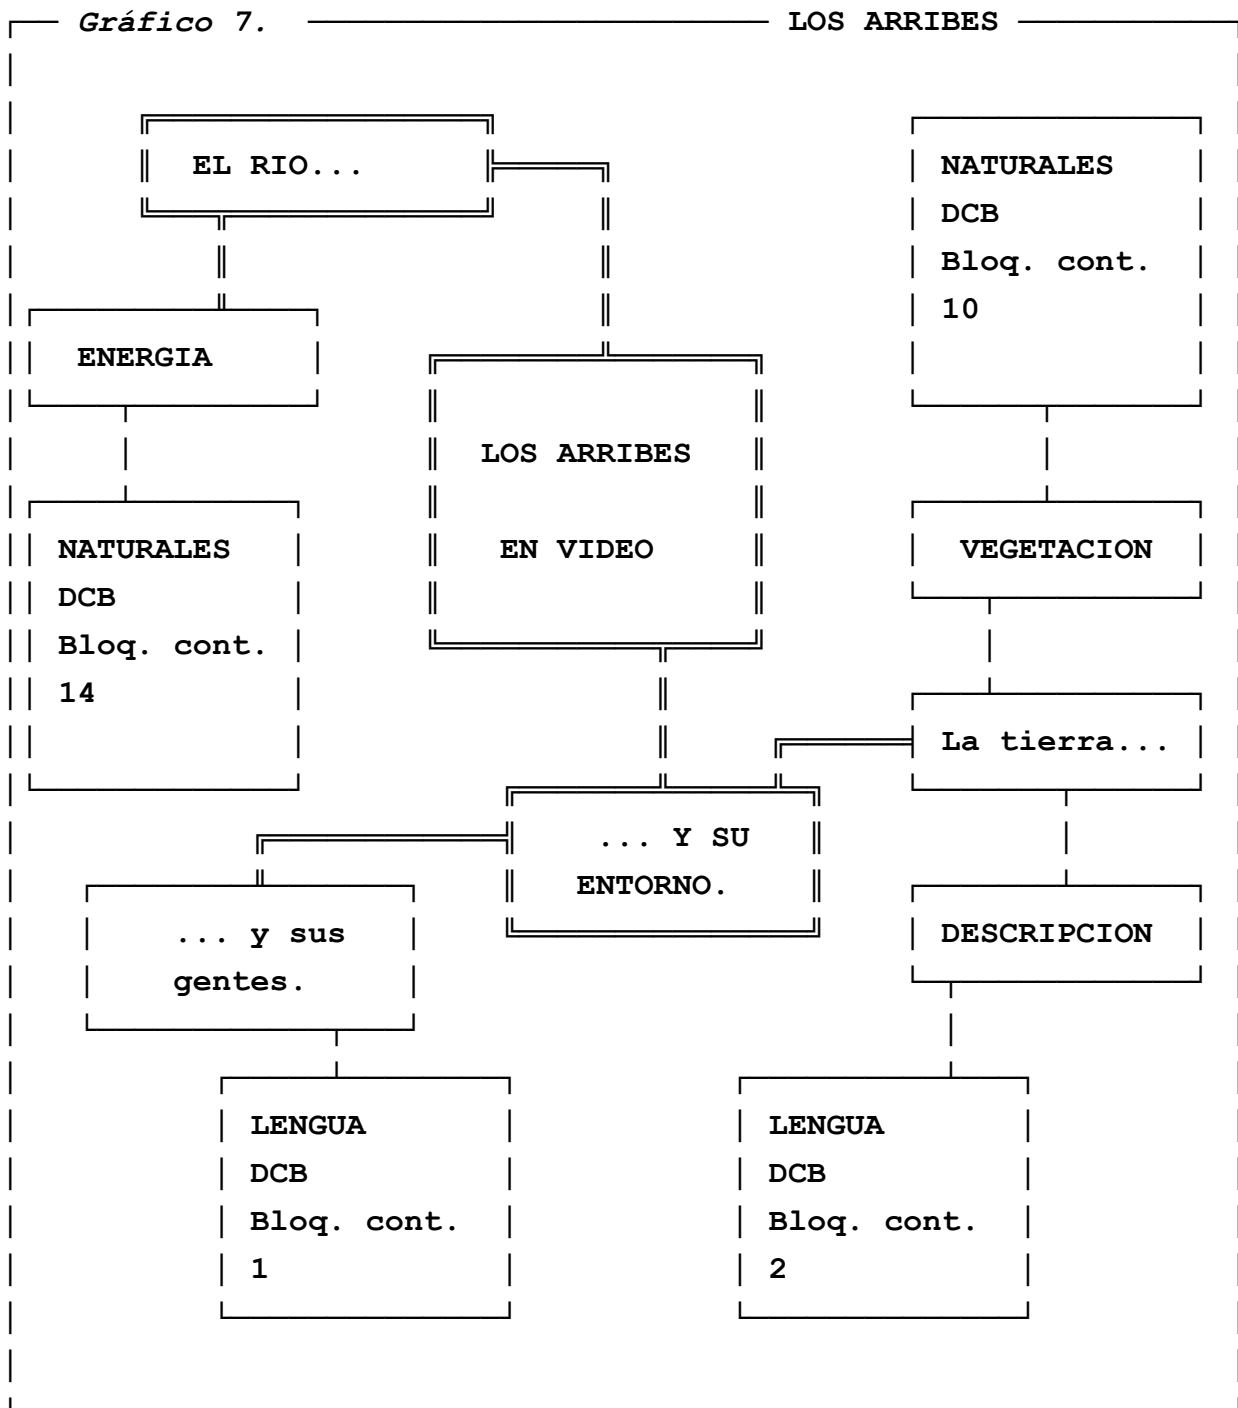 Gráfico 7. LOS ARRIBES
EL RIO...
NATURALES
DCB
Bloq. cont.
10
ENERGIA
LOS ARRIBES
EN VIDEO
NATURALES
DCB
Bloq. cont.
14
VEGETACION
La tierra...
... Y SU
ENTORNO.
... y sus
gentes.
DESCRIPCION
LENGUA
DCB
Bloq. cont.
1
LENGUA
DCB
Bloq. cont.
2